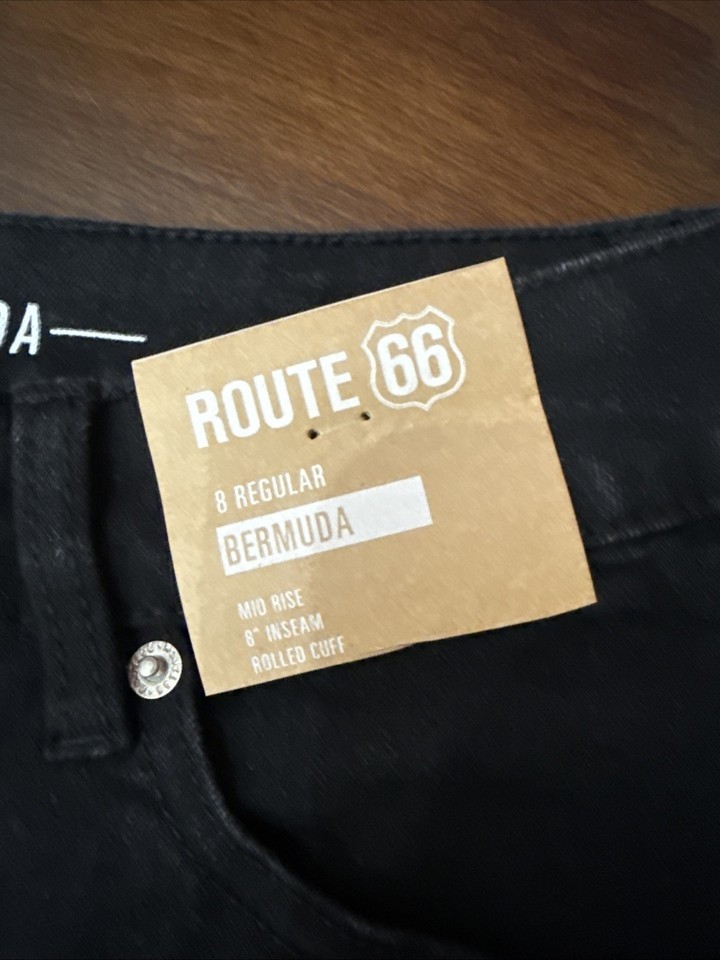 DA
ROUTE 66
8 REGULAR
BERMUDA
MID RISE
8" INSEAM
ROLLED CUFF